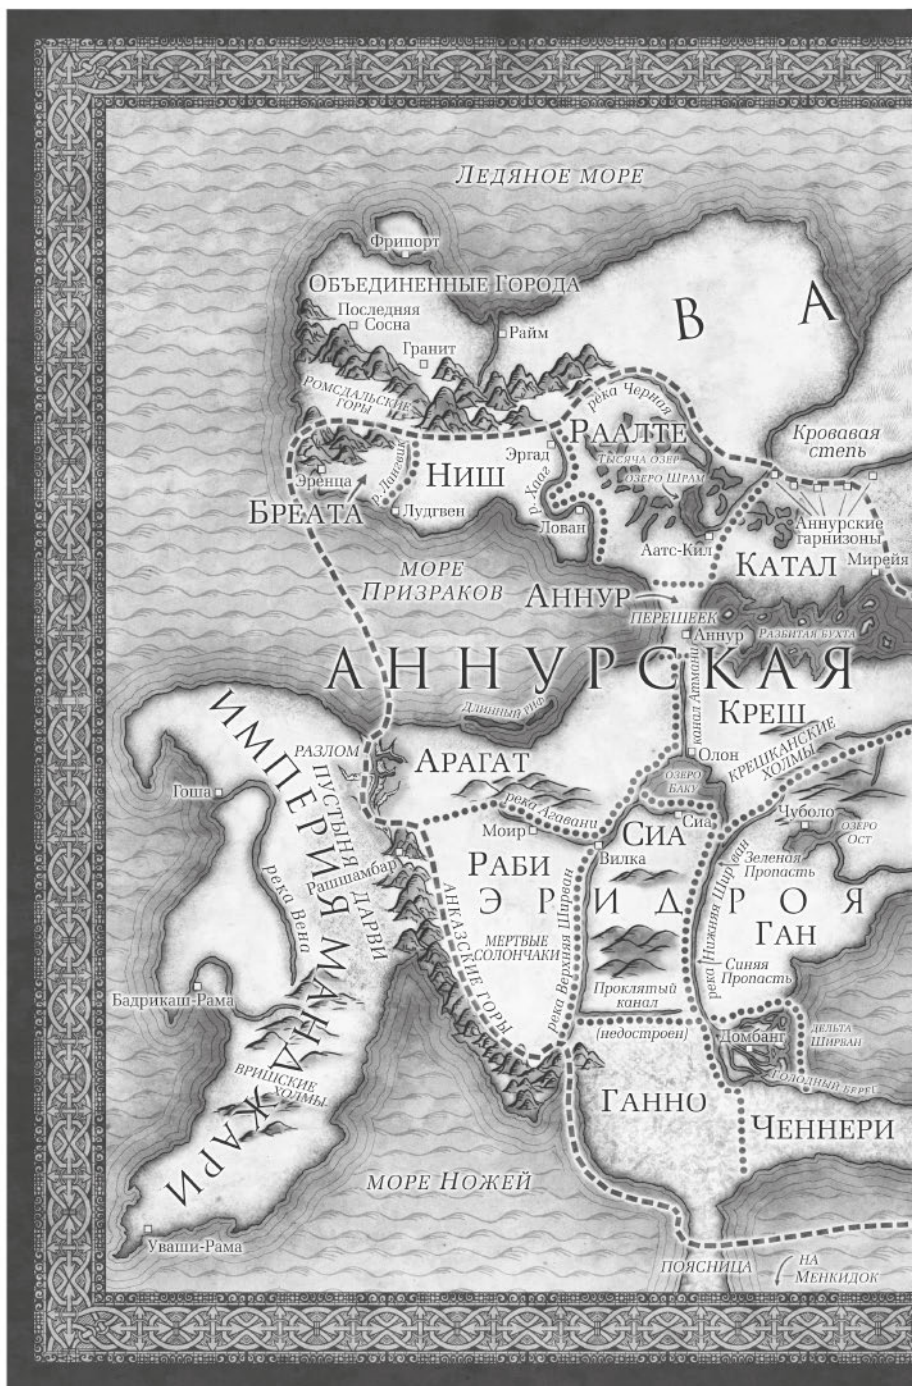 Ледяное море
Фрипорт
Объединенные Города
Последняя
Сосна
Райм
Гранит
В А
Ромсдальские
горы
река Черная
Кровавая
степь
Раалте
Тысяча озер
озеро Шрам
Эргад
Эренца
р. Лангвик
Ниш
р. Хааг
Бреата
Лудгвен
Лован
Аннурские
гарнизоны
Аатс-Кил
Катал
Мирейя
море
Призраков
Аннур
Перешеек
Аннур
Разбитая бухта
АННУРСКАЯ
канал Атмани
Длинный риф
Креш
Разлом
Арагат
Олон
Крешканские
холмы
ИМПЕРИЯ МАНДЖАРИ
пустыня Дарви
Гоша
озеро
Баку
река Агавани
Моир
Сиа
Сиа
Чуболо
озеро
Ост
Рашшамбар
Раби
Вилка
Зеленая
Пропасть
река Вена
ЭРИДРОЯ
Анказские горы
Мертвые
солончаки
река Верхняя Ширван
река Нижняя Ширван
Ган
Синяя
Пропасть
Бадрикаш-Рама
Проклятый
канал
(недостроен)
Домбанг
дельта
Ширван
Голодный берег
Вришские
холмы
Ганно
Ченнери
море Ножей
Уваши-Рама
Поясница
на
Менкидок